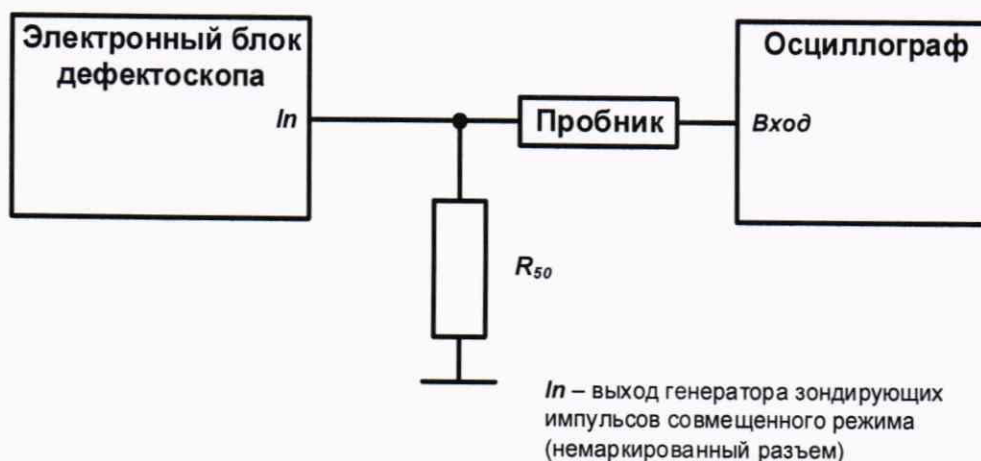 Электронный блок
дефектоскопа
In
Пробник
Осциллограф
Вход
R50
In – выход генератора зондирующих
импульсов совмещенного режима
(немаркированный разъем)